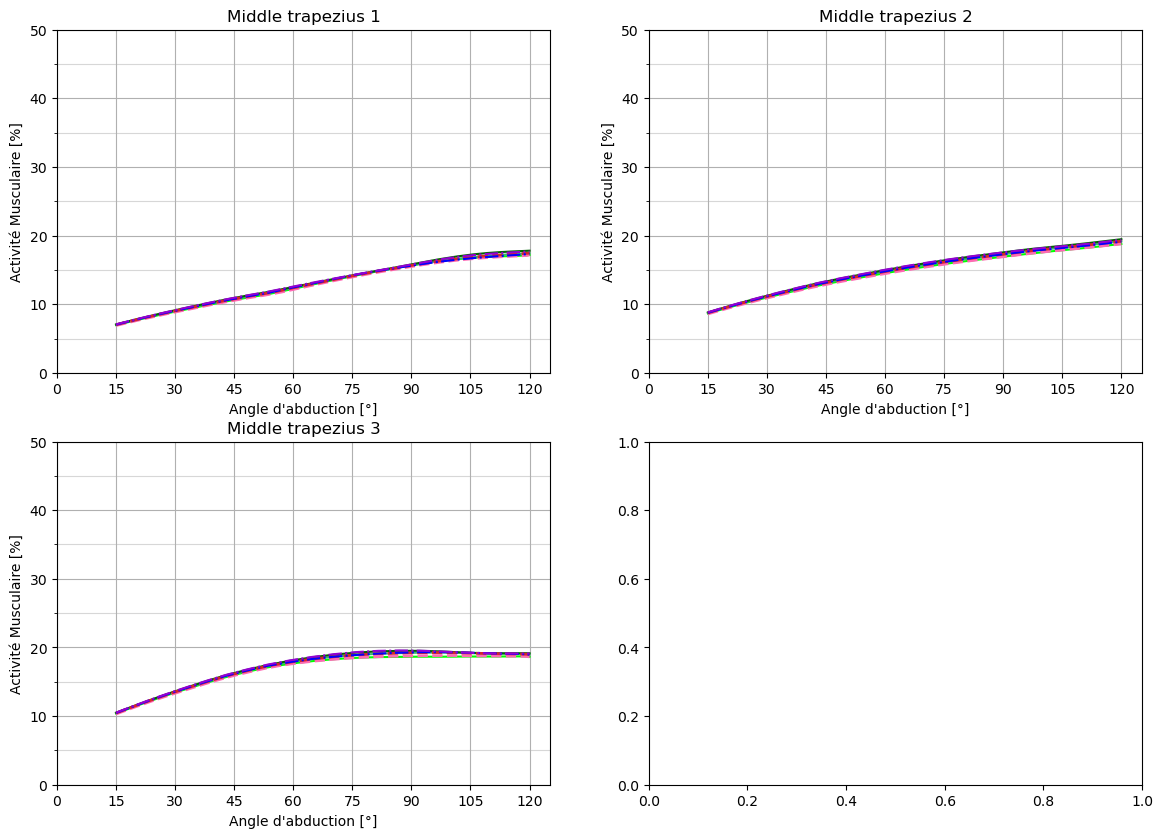 Middle trapezius 1
Activité Musculaire [%]
50
40
30
20
10
0
0 15 30 45 60 75 90 105 120
Angle d'abduction [°]
Middle trapezius 2
Activité Musculaire [%]
50
40
30
20
10
0
0 15 30 45 60 75 90 105 120
Angle d'abduction [°]
Middle trapezius 3
Activité Musculaire [%]
50
40
30
20
10
0
0 15 30 45 60 75 90 105 120
Angle d'abduction [°]
1.0
0.8
0.6
0.4
0.2
0.0
0.0 0.2 0.4 0.6 0.8 1.0